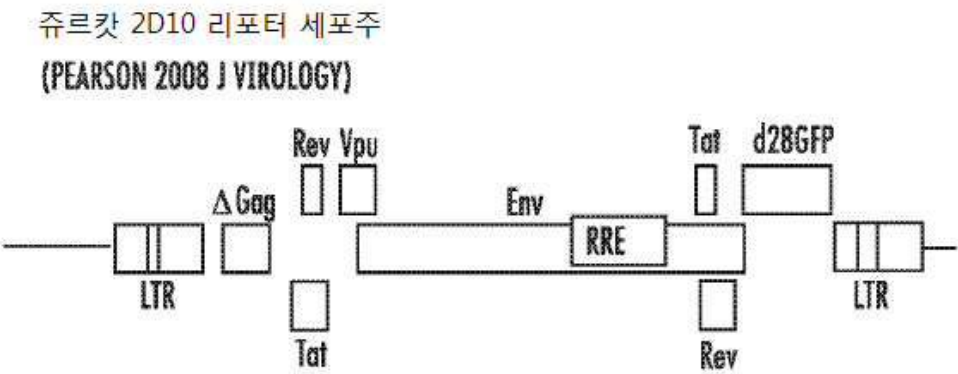 쥬르캇 2D10 리포터 세포주
(PEARSON 2008 J VIROLOGY)
Rev Vpu Tat d28GFP
ΔGag Env
RRE
LTR LTR
Tat Rev